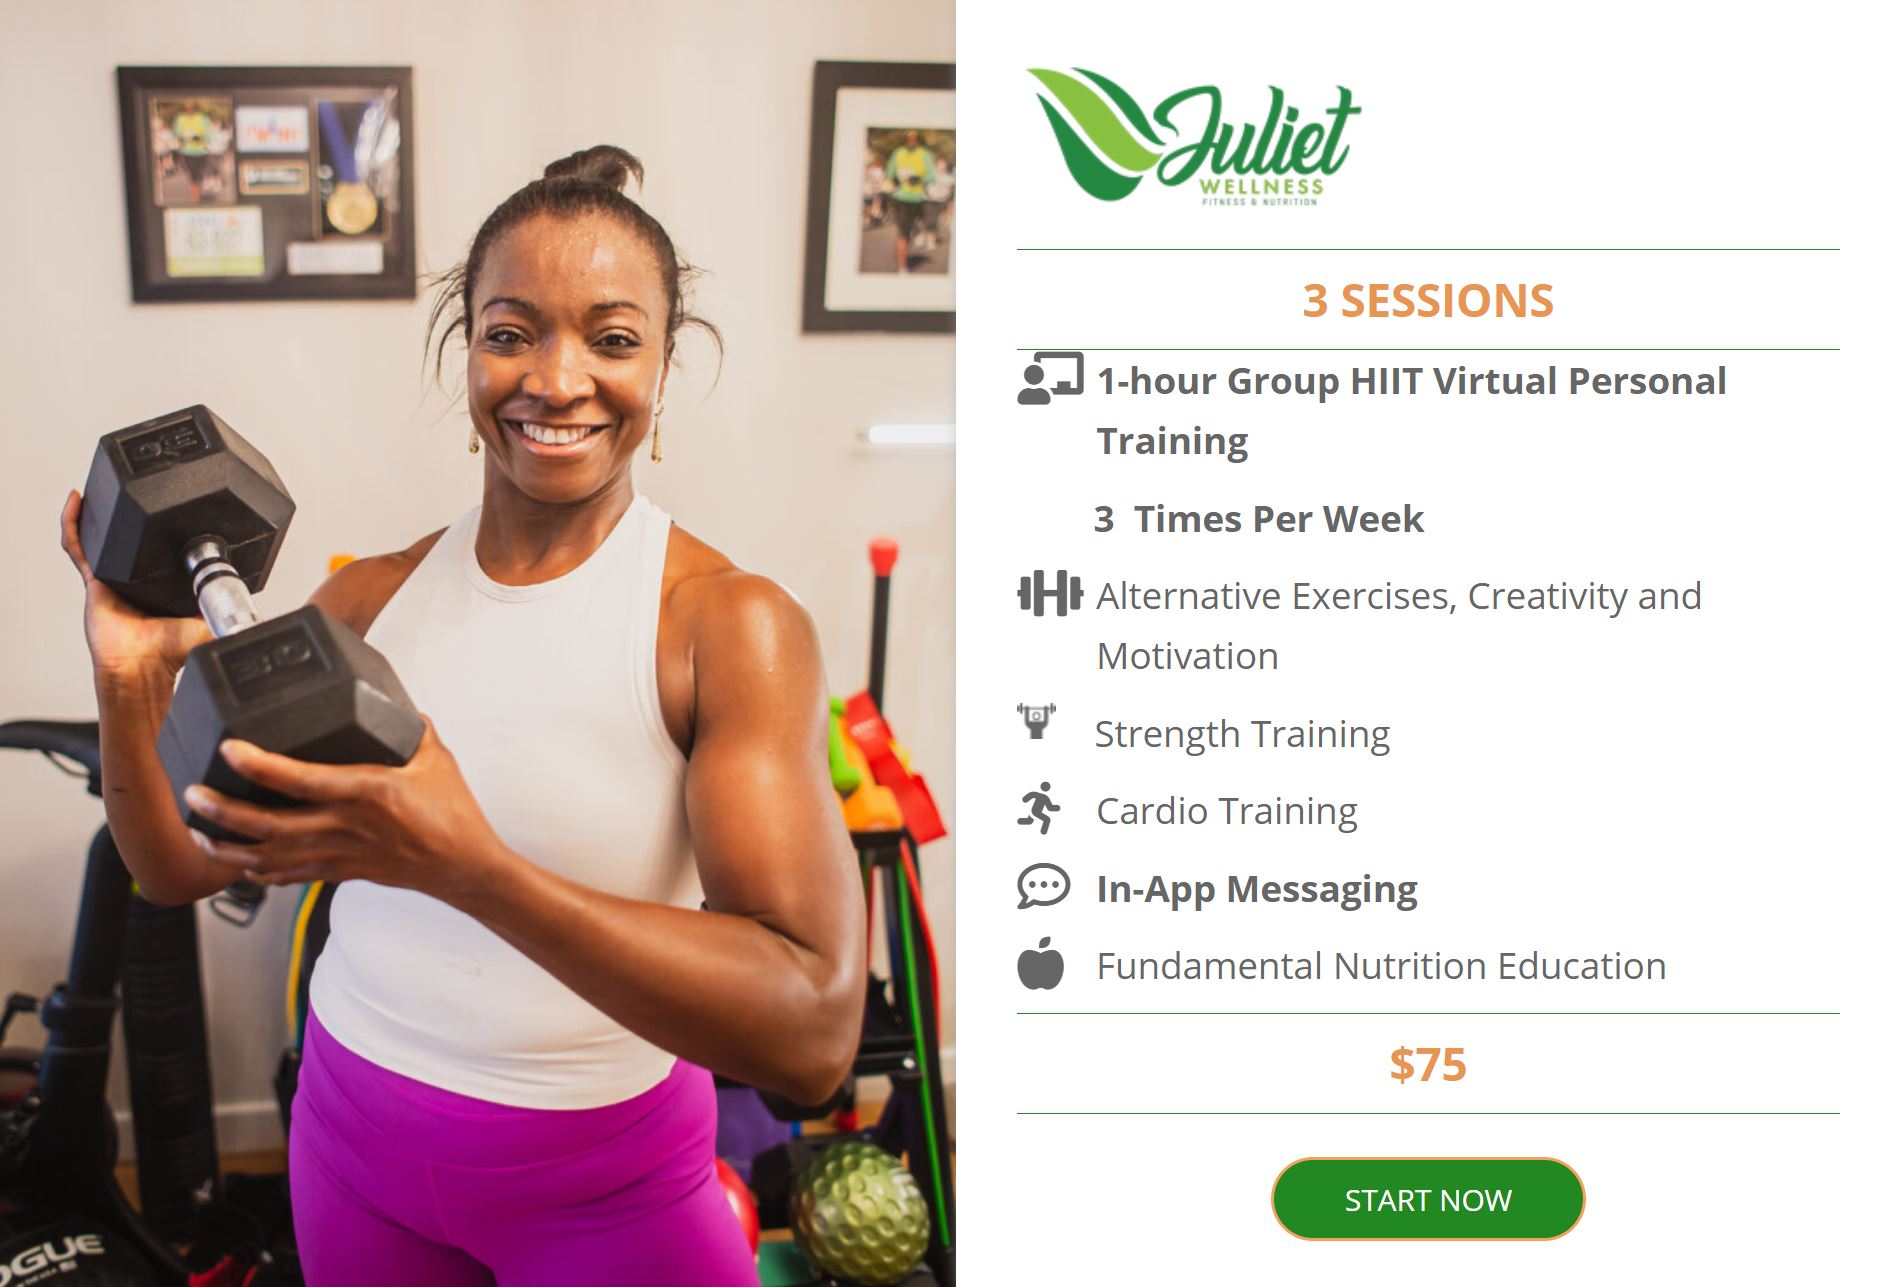 Juliet
WELLNESS
FITNESS & NUTRITION
3 SESSIONS
1-hour Group HIIT Virtual Personal
Training
3 Times Per Week
Alternative Exercises, Creativity and
Motivation
Strength Training
Cardio Training
In-App Messaging
Fundamental Nutrition Education
$75
START NOW
OGUE